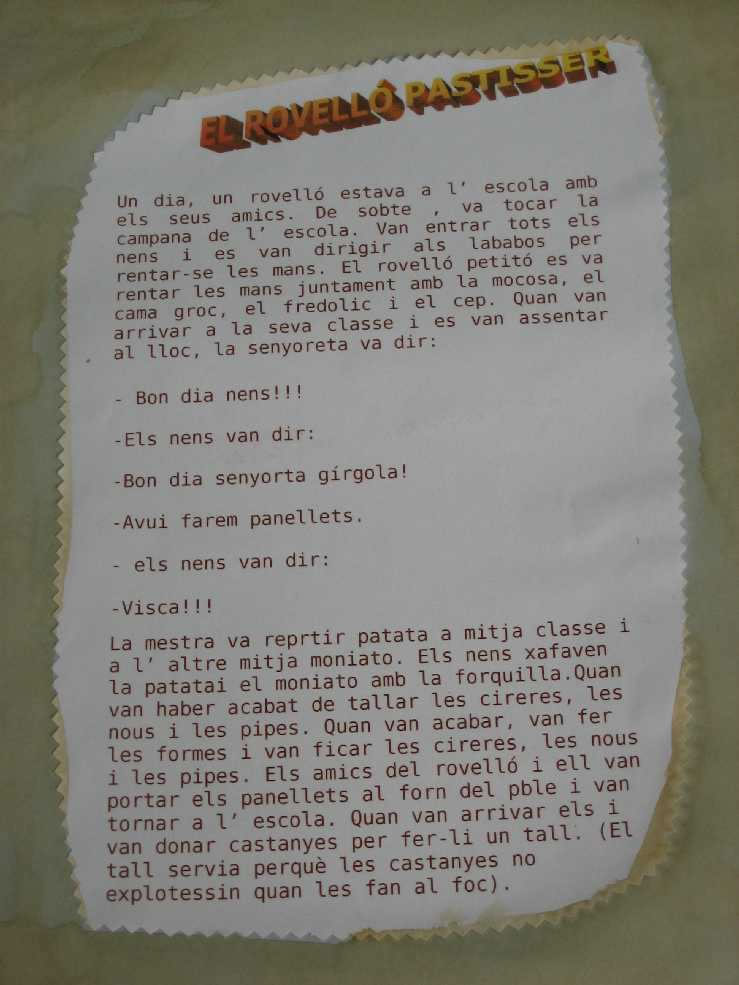 EL ROVELLÓ PASTISSER
Un dia, un rovelló estava a l’ escola amb
els seus amics. De sobte , va tocar la
campana de l’ escola. Van entrar tots els
nens i es van dirigir als lababos per
rentar-se les mans. El rovelló petitó es va
rentar les mans juntament amb la mocosa, el
cama groc, el fredolic i el cep. Quan van
arrivar a la seva classe i es van assentar
al lloc, la senyoreta va dir:
- Bon dia nens!!!
-Els nens van dir:
-Bon dia senyorta gírgola!
-Avui farem panellets.
- els nens van dir:
-Visca!!!
La mestra va reprtir patata a mitja classe i
a l’ altre mitja moniato. Els nens xafaven
la patatai el moniato amb la forquilla.Quan
van haber acabat de tallar les cireres, les
nous i les pipes. Quan van acabar, van fer
les formes i van ficar les cireres, les nous
i les pipes. Els amics del rovelló i ell van
portar els panellets al forn del pble i van
tornar a l’ escola. Quan van arrivar els i
van donar castanyes per fer-li un tall. (El
tall servia perquè les castanyes no
explotessin quan les fan al foc).